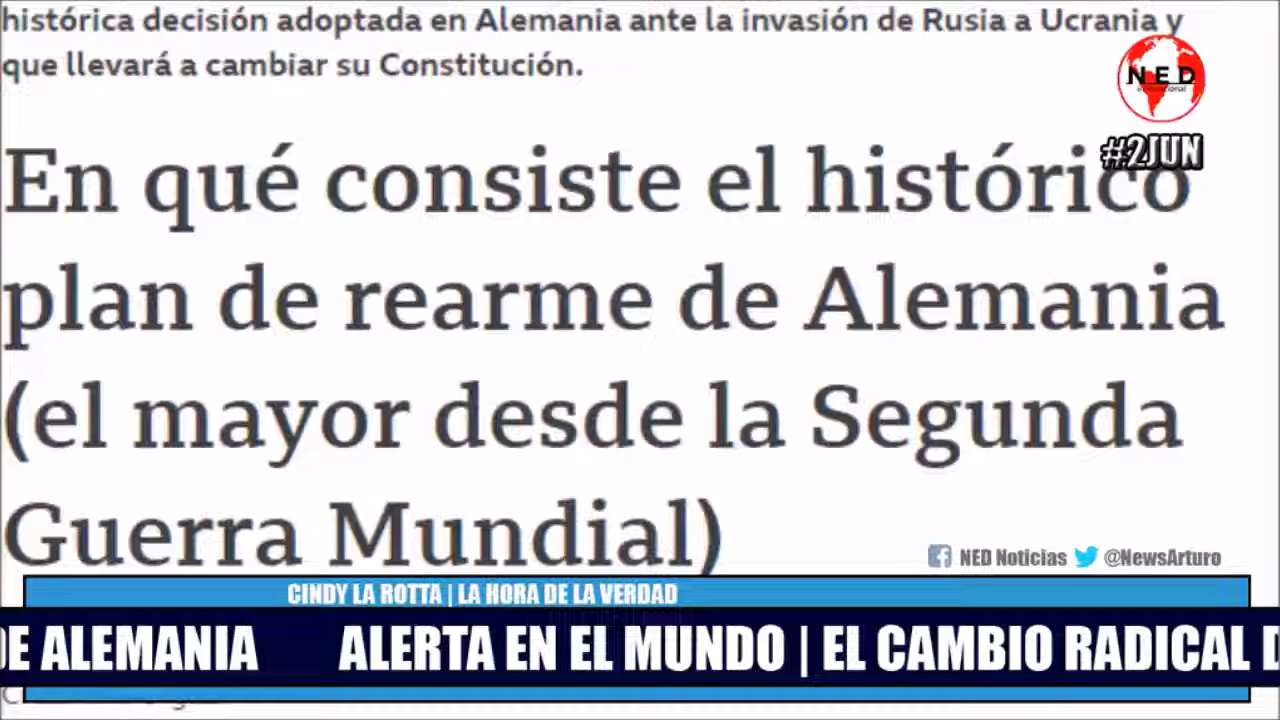 histórica decisión adoptada en Alemania ante la invasión de Rusia a Ucrania y
que llevará a cambiar su Constitución.
NED
#2JUN
En qué consiste el histórico
plan de rearme de Alemania
(el mayor desde la Segunda
Guerra Mundial)
NED Noticias @NewsArturo
CINDY LA ROTTA | LA HORA DE LA VERDAD
DE ALEMANIA ALERTA EN EL MUNDO | EL CAMBIO RADICAL D